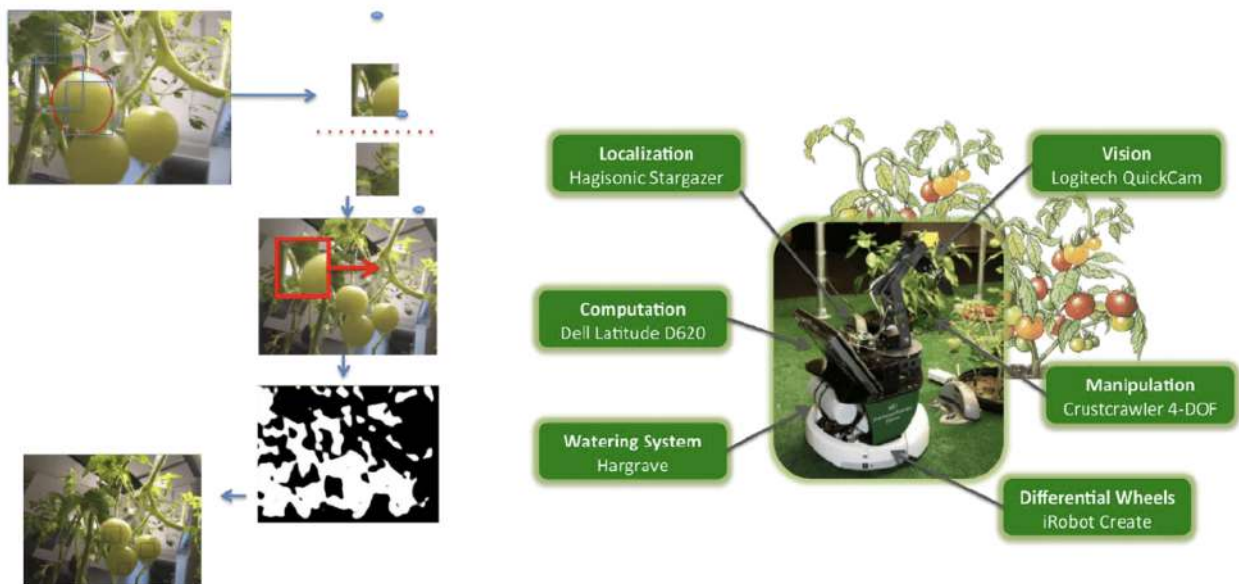 Localization
Hagisonic Stargazer
Vision
Logitech QuickCam
Computation
Dell Latitude D620
Manipulation
Crustcrawler 4-DOF
Watering System
Hargrave
Differential Wheels
iRobot Create